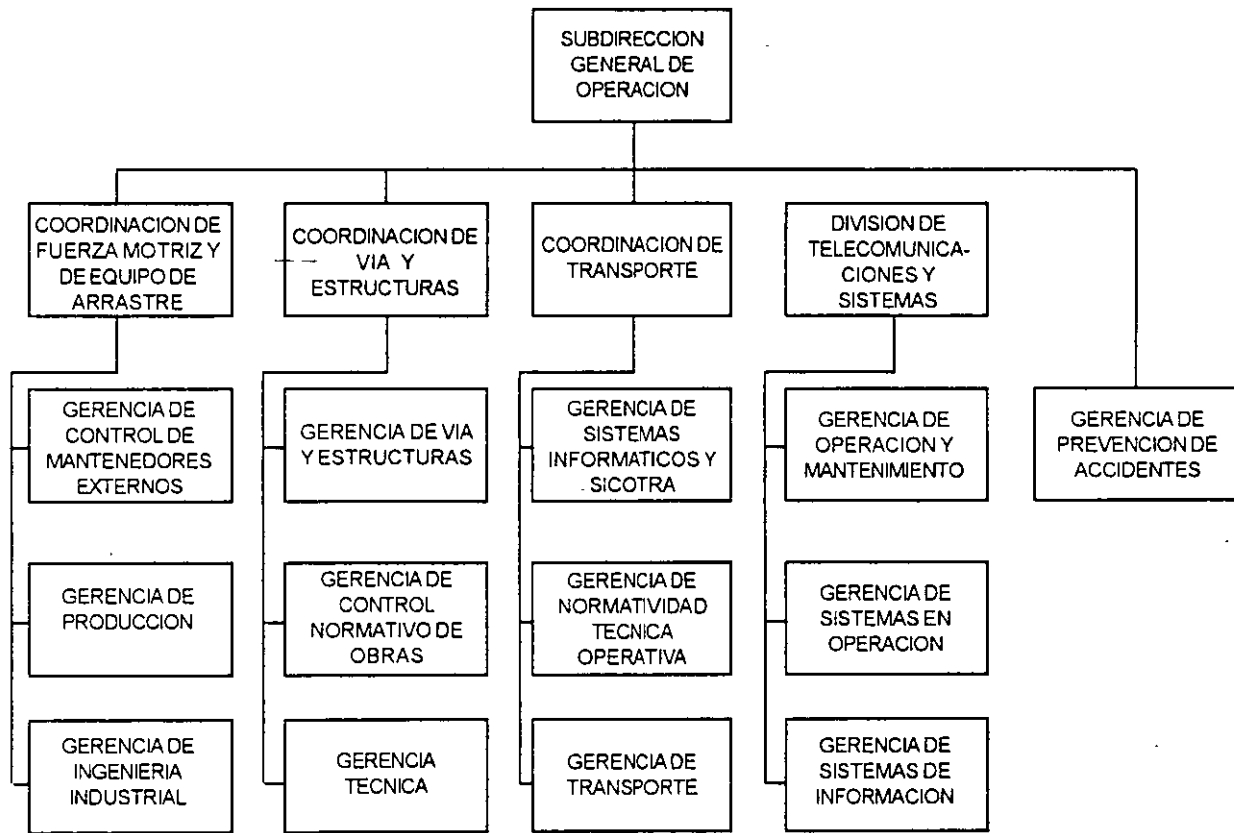 SUBDIRECCION
GENERAL DE
OPERACION
COORDINACION DE
FUERZA MOTRIZ Y
DE EQUIPO DE
ARRASTRE
COORDINACION DE
VIA Y
ESTRUCTURAS
COORDINACION DE
TRANSPORTE
DIVISION DE
TELECOMUNICA-
CIONES Y
SISTEMAS
GERENCIA DE
CONTROL DE
MANTENEDORES
EXTERNOS
GERENCIA DE VIA
Y ESTRUCTURAS
GERENCIA DE
SISTEMAS
INFORMATICOS Y
SICOTRA
GERENCIA DE
OPERACION Y
MANTENIMIENTO
GERENCIA DE
PREVENCION DE
ACCIDENTES
GERENCIA DE
PRODUCCION
GERENCIA DE
CONTROL
NORMATIVO DE
OBRAS
GERENCIA DE
NORMATIVIDAD
TECNICA
OPERATIVA
GERENCIA DE
SISTEMAS EN
OPERACION
GERENCIA DE
INGENIERIA
INDUSTRIAL
GERENCIA
TECNICA
GERENCIA DE
TRANSPORTE
GERENCIA DE
SISTEMAS DE
INFORMACION